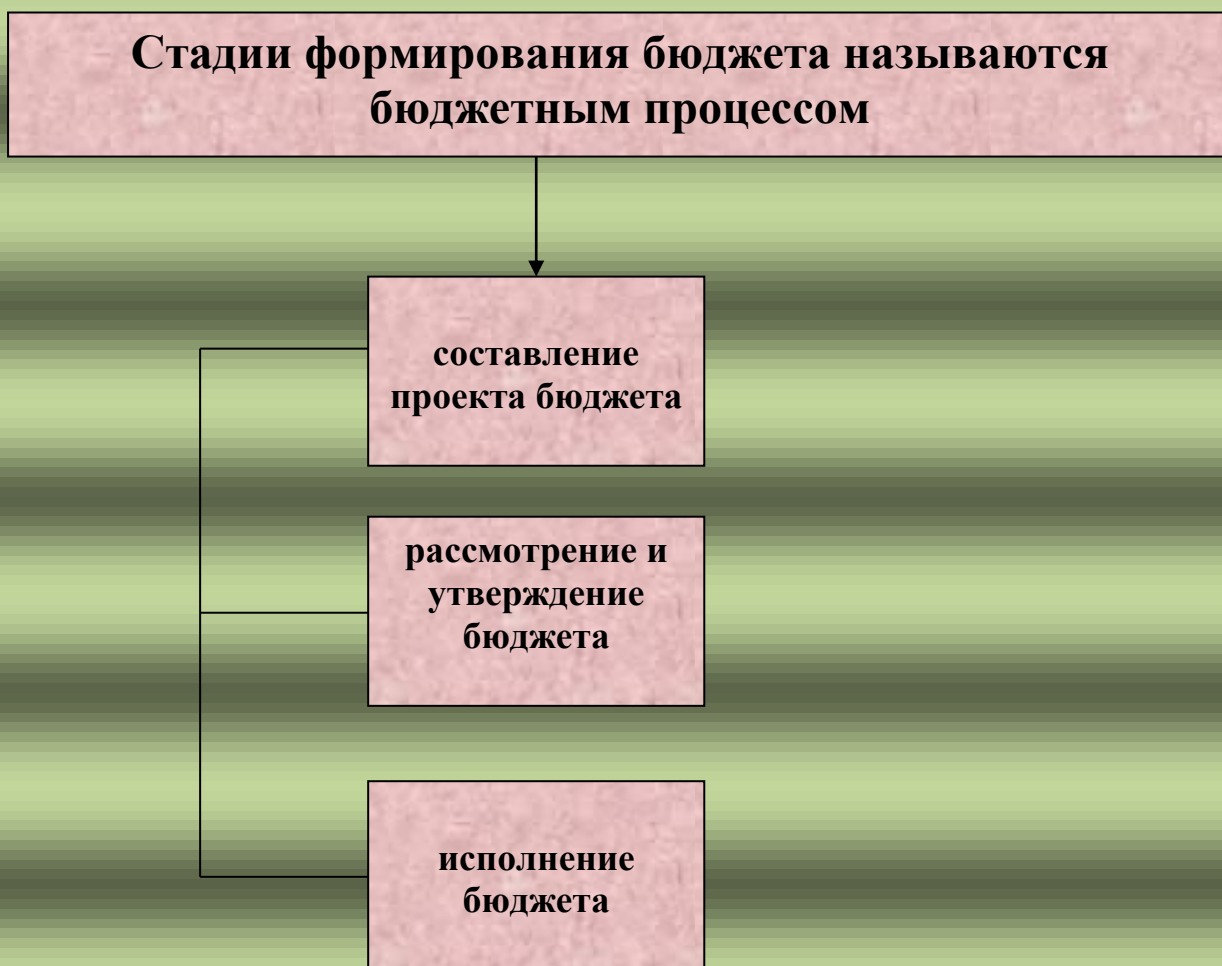 Стадии формирования бюджета называются
бюджетным процессом
составление
проекта бюджета
рассмотрение и
утверждение
бюджета
исполнение
бюджета